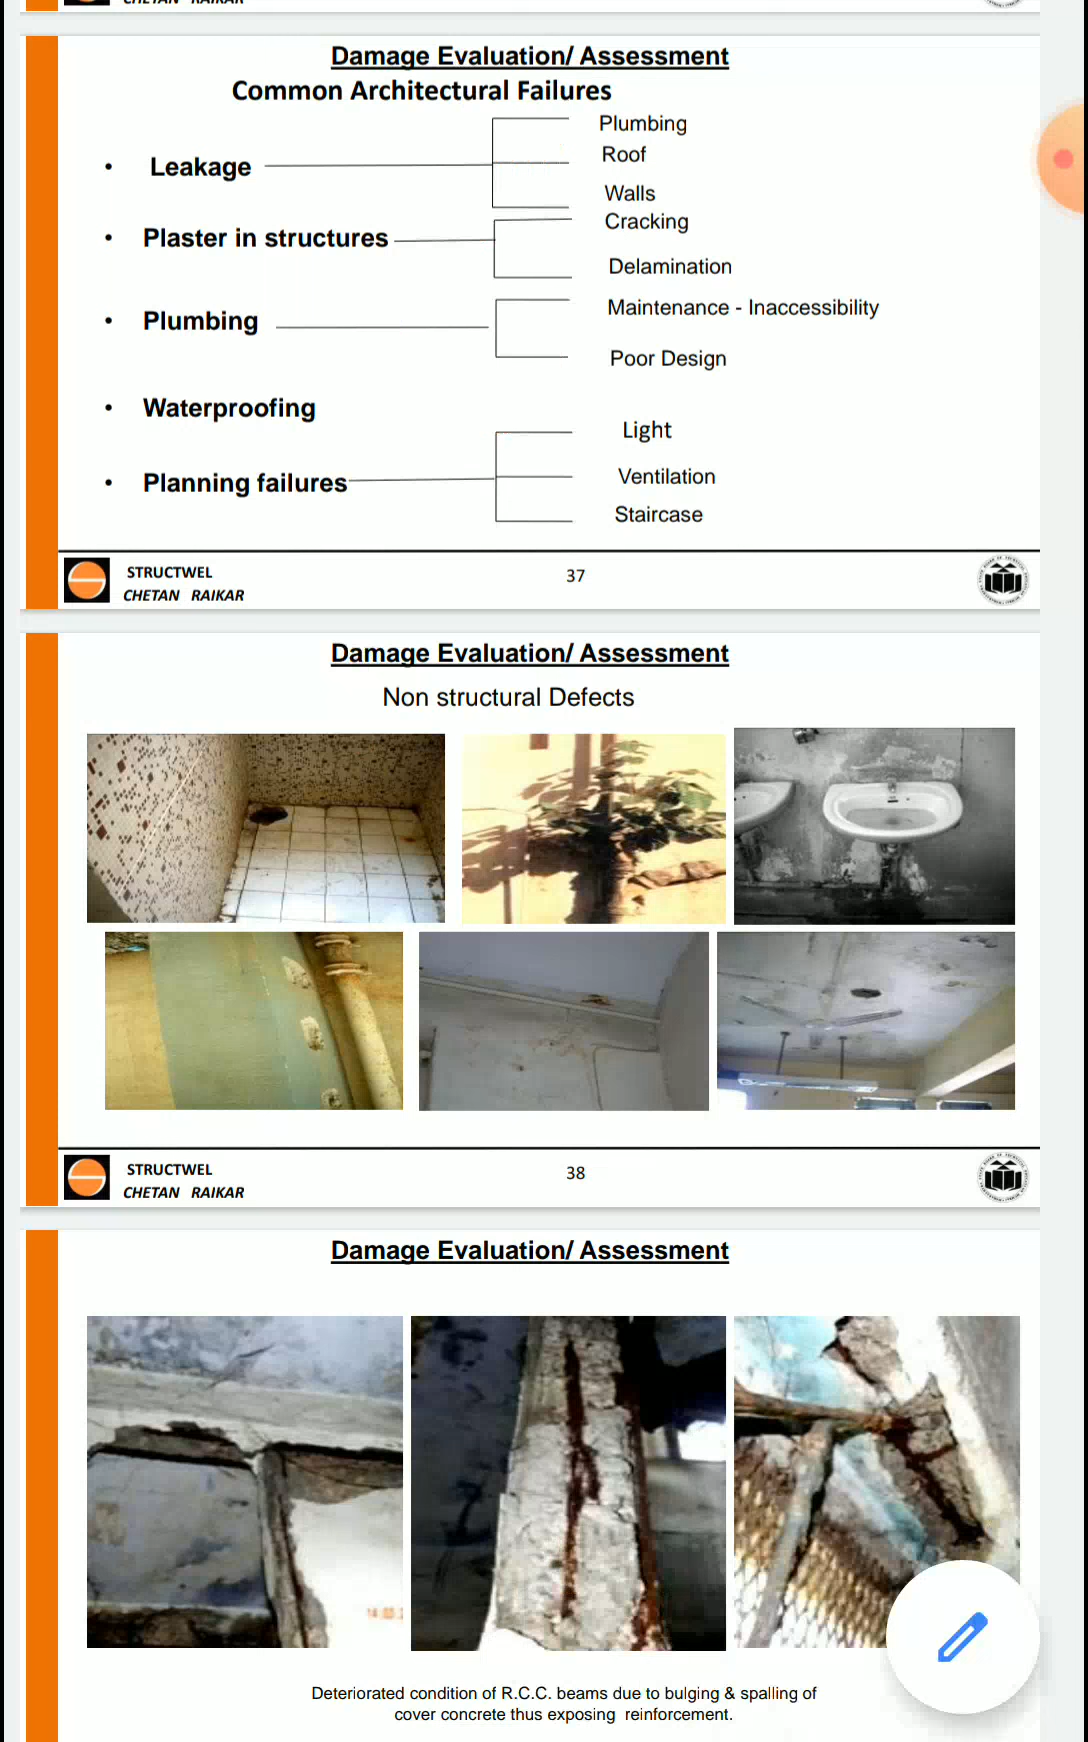 Damage Evaluation/ Assessment
Common Architectural Failures
• Leakage
Plumbing
Roof
Walls
• Plaster in structures
Cracking
Delamination
• Plumbing
Maintenance - Inaccessibility
Poor Design
• Waterproofing
• Planning failures
Light
Ventilation
Staircase
STRUCTWEL
CHETAN RAIKAR
37
Damage Evaluation/ Assessment
Non structural Defects
STRUCTWEL
CHETAN RAIKAR
38
Damage Evaluation/ Assessment
Deteriorated condition of R.C.C. beams due to bulging & spalling of
cover concrete thus exposing reinforcement.